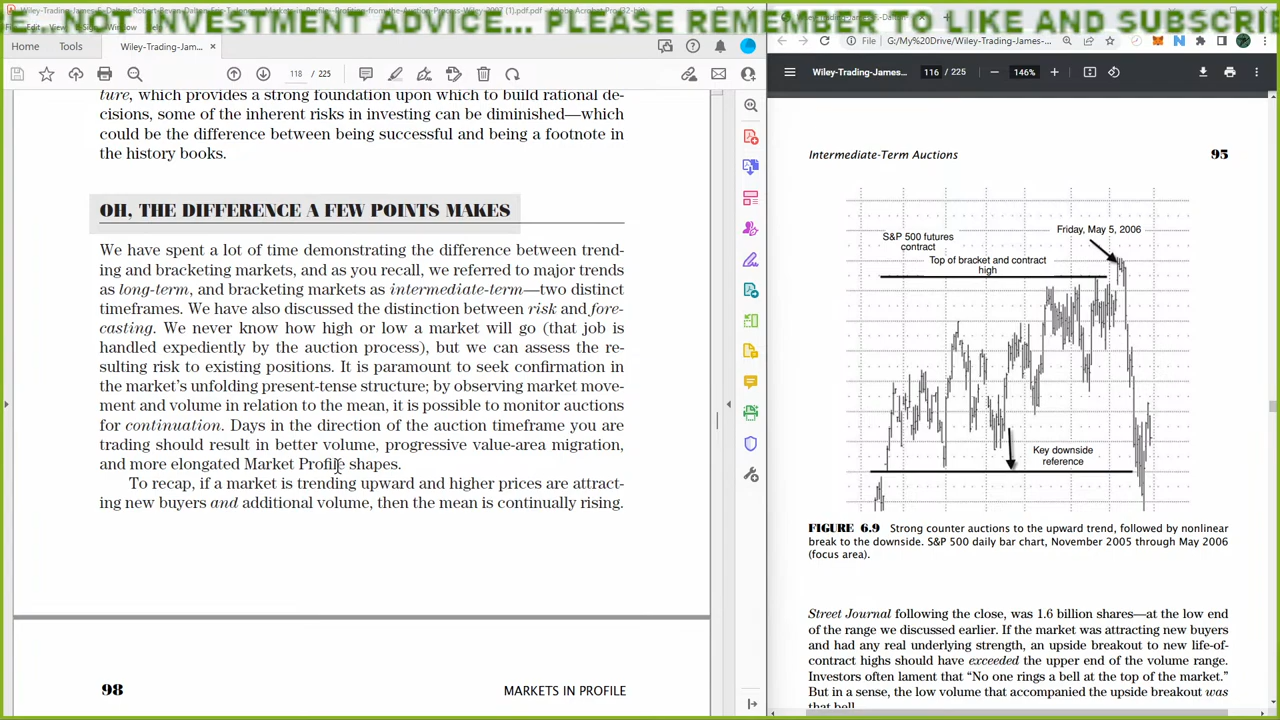 INVESTMENT ADVICE... PLEASE REMEMBER TO LIKE AND SUBSCRI
Home
Tools
Wiley-Trading-Jam...
118 / 225
ture, which provides a strong foundation upon which to build rational de-
cisions, some of the inherent risks in investing can be diminished—which
could be the difference between being successful and being a footnote in
the history books.
OH, THE DIFFERENCE A FEW POINTS MAKES
We have spent a lot of time demonstrating the difference between trend-
ing and bracketing markets, and as you recall, we referred to major trends
as long-term, and bracketing markets as intermediate-term—two distinct
timeframes. We have also discussed the distinction between risk and fore-
casting. We never know how high or low a market will go (that job is
handled expediently by the auction process), but we can assess the re-
sulting risk to existing positions. It is paramount to seek confirmation in
the market's unfolding present-tense structure; by observing market move-
ment and volume in relation to the mean, it is possible to monitor auctions
for continuation. Days in the direction of the auction timeframe you are
trading should result in better volume, progressive value-area migration,
and more elongated Market Profile shapes.
To recap, if a market is trending upward and higher prices are attract-
ing new buyers and additional volume, then the mean is continually rising.
98
MARKETS IN PROFILE
File
G:/My%20Drive/Wiley-Trading-James-...
Wiley-Trading-James...
116 / 225
146%
Intermediate-Term Auctions
95
S&P 500 futures
contract
Friday, May 5, 2006
Top of bracket and contract
high
Key downside
reference
FIGURE 6.9 Strong counter auctions to the upward trend, followed by nonlinear
break to the downside. S&P 500 daily bar chart, November 2005 through May 2006
(focus area).
Street Journal following the close, was 1.6 billion shares—at the low end
of the range we discussed earlier. If the market was attracting new buyers
and had any real underlying strength, an upside breakout to new life-of-
contract highs should have exceeded the upper end of the volume range.
Investors often lament that "No one rings a bell at the top of the market."
But in a sense, the low volume that accompanied the upside breakout was
that bell.